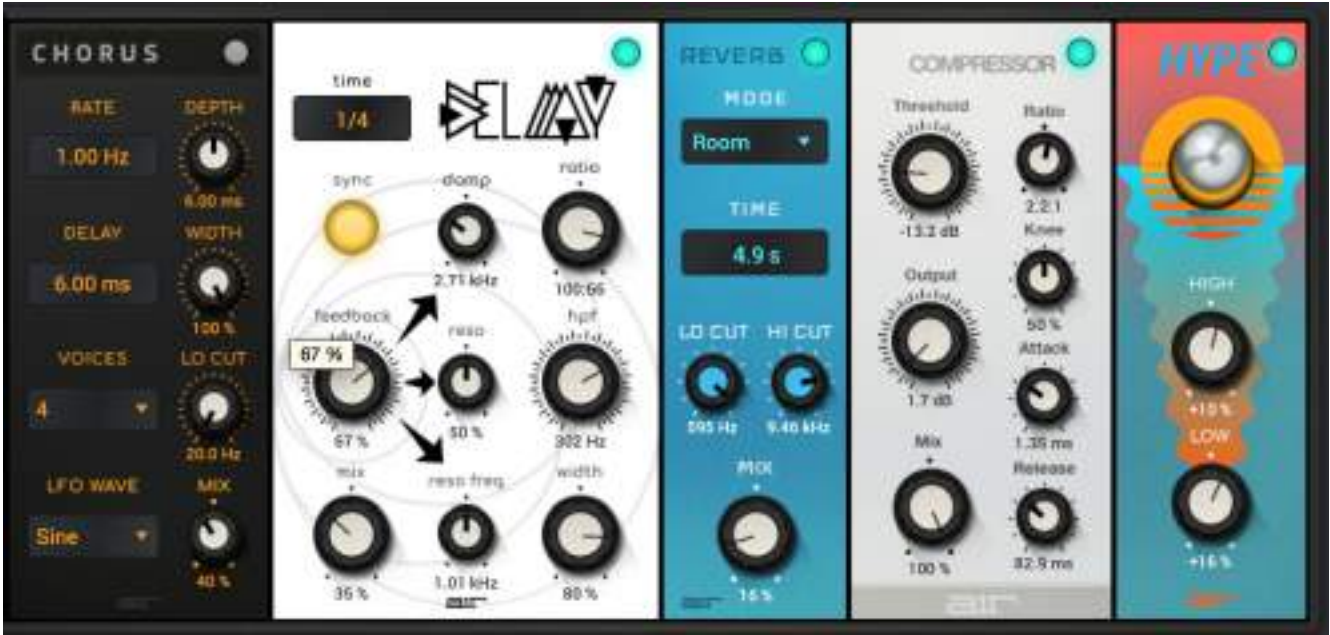 CHORUS
RATE
DEPTH
1.00 Hz
6.00 ms
DELAY
WIDTH
6.00 ms
100 %
VOICES
LO CUT
4
20.0 Hz
LFO WAVE
MIX
Sine
40 %
time
DELAY
1/4
sync
damp
ratio
2.71 kHz
100:66
feedback
reso
hpf
67 %
67 %
50 %
302 Hz
mix
reso freq
width
35 %
1.01 kHz
80 %
air
REVERB
MODE
Room
TIME
4.9 s
LO CUT
HI CUT
595 Hz
9.46 kHz
MIX
16 %
COMPRESSOR
Threshold
Ratio
-13.2 dB
2.2:1
Knee
Output
50 %
Attack
1.7 dB
1.35 ms
Mix
Release
100 %
82.9 ms
air
HYPE
HIGH
+10 %
LOW
+16 %